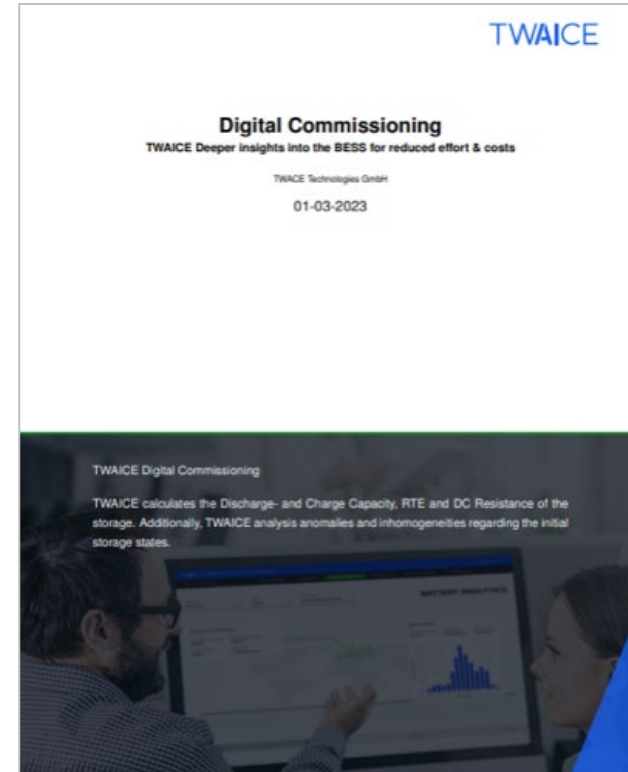 TWAICE
Digital Commissioning
TWAICE Deeper insights into the BESS for reduced effort & costs
TWAICE Technologies GmbH
01-03-2023
TWAICE Digital Commissioning
TWAICE calculates the Discharge- and Charge Capacity, RTE and DC Resistance of the
storage. Additionally, TWAICE analysis anomalies and inhomogeneities regarding the initial
storage states.
BATTERY ANALYTICS